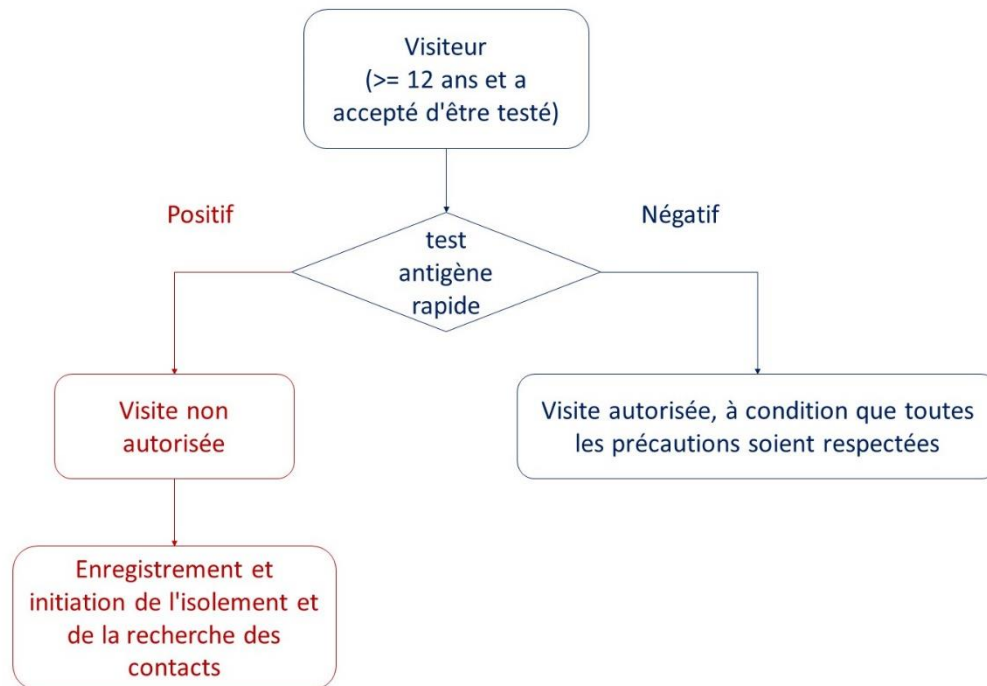 Visiteur
(>= 12 ans et a
accepté d'être testé)
Positif
Négatif
test
antigène
rapide
Visite non
autorisée
Visite autorisée, à condition que toutes
les précautions soient respectées
Enregistrement et
initiation de l'isolement et
de la recherche des
contacts